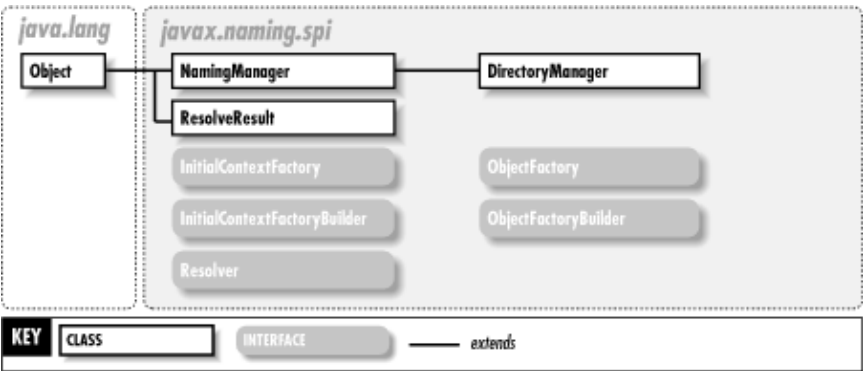 java.lang
javax.naming.spi
Object
NamingManager
DirectoryManager
ResolveResult
InitialContextFactory
ObjectFactory
InitialContextFactoryBuilder
ObjectFactoryBuilder
Resolver
KEY
CLASS
INTERFACE
extends